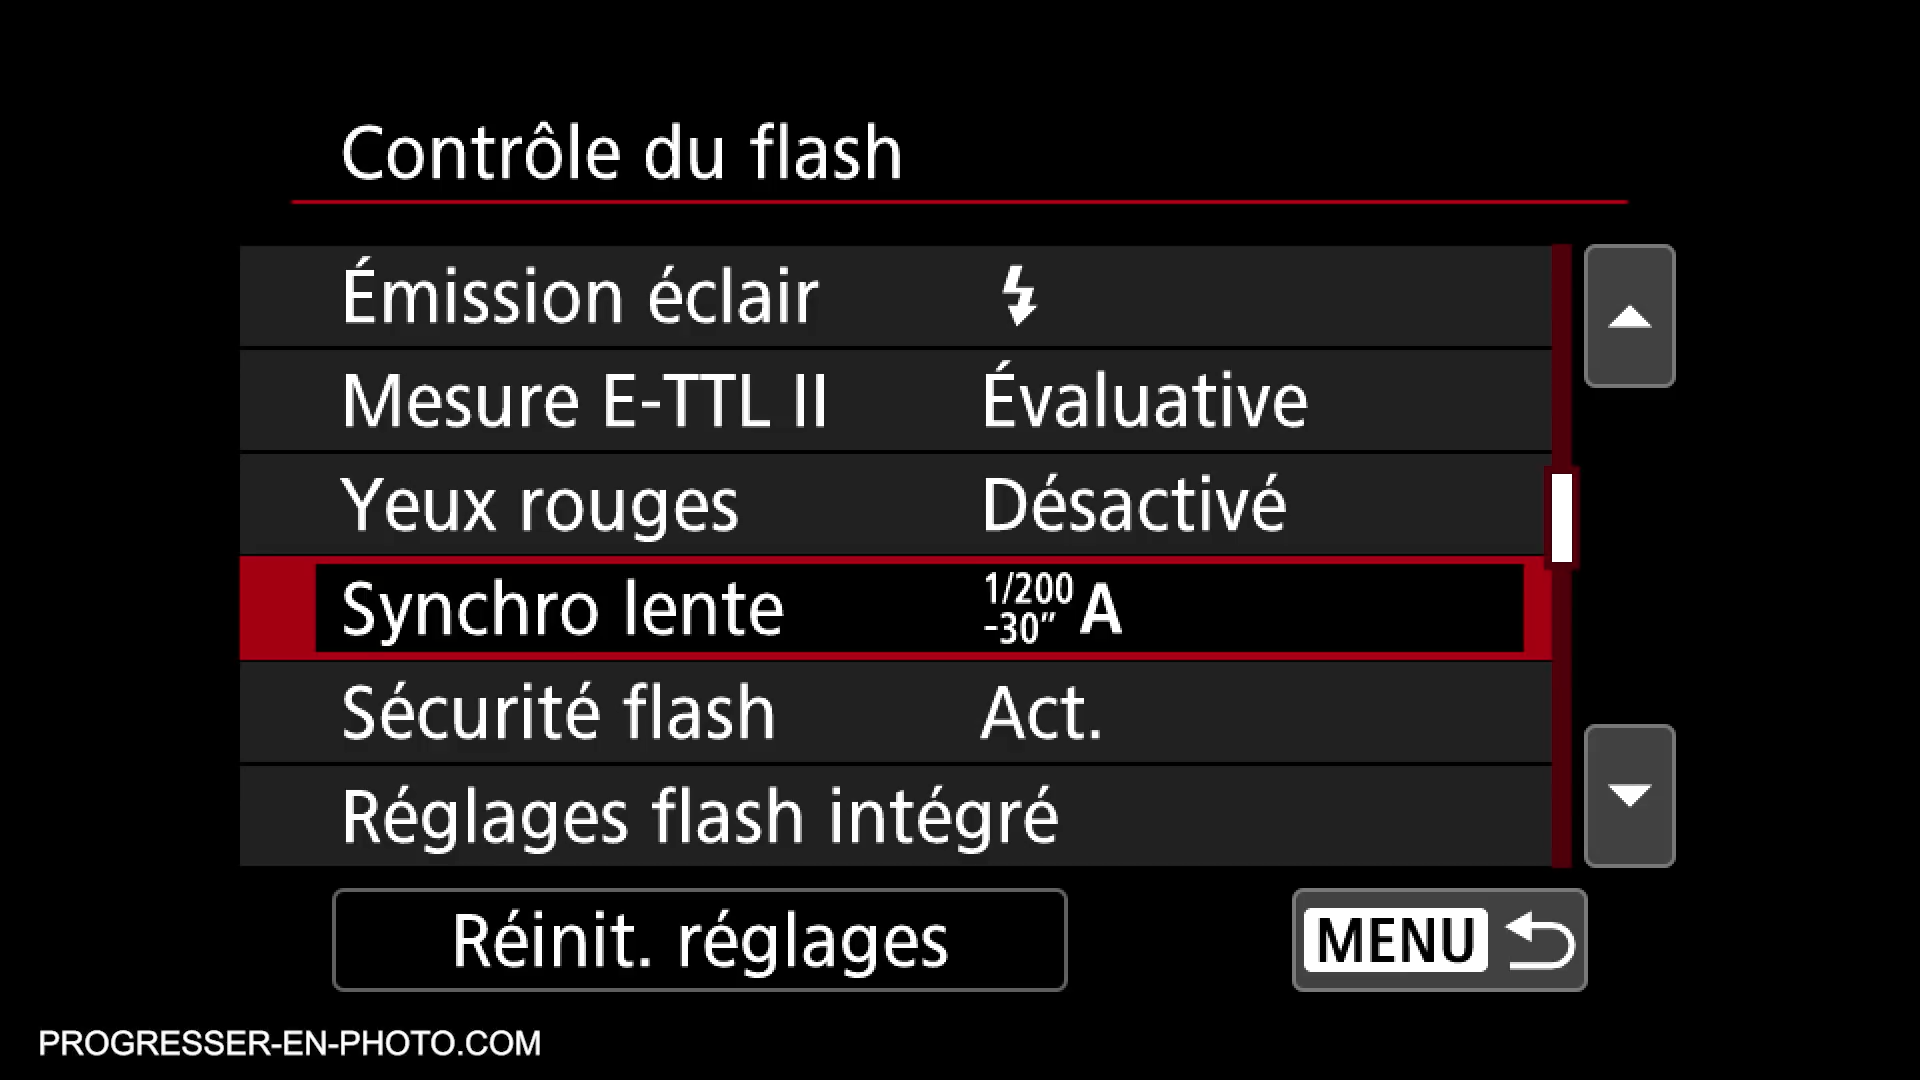 Contrôle du flash
Émission éclair
Mesure E-TTL II Évaluative
Yeux rouges Désactivé
Synchro lente 1/200-30" A
Sécurité flash Act.
Réglages flash intégré
Réinit. réglages MENU
PROGRESSER-EN-PHOTO.COM